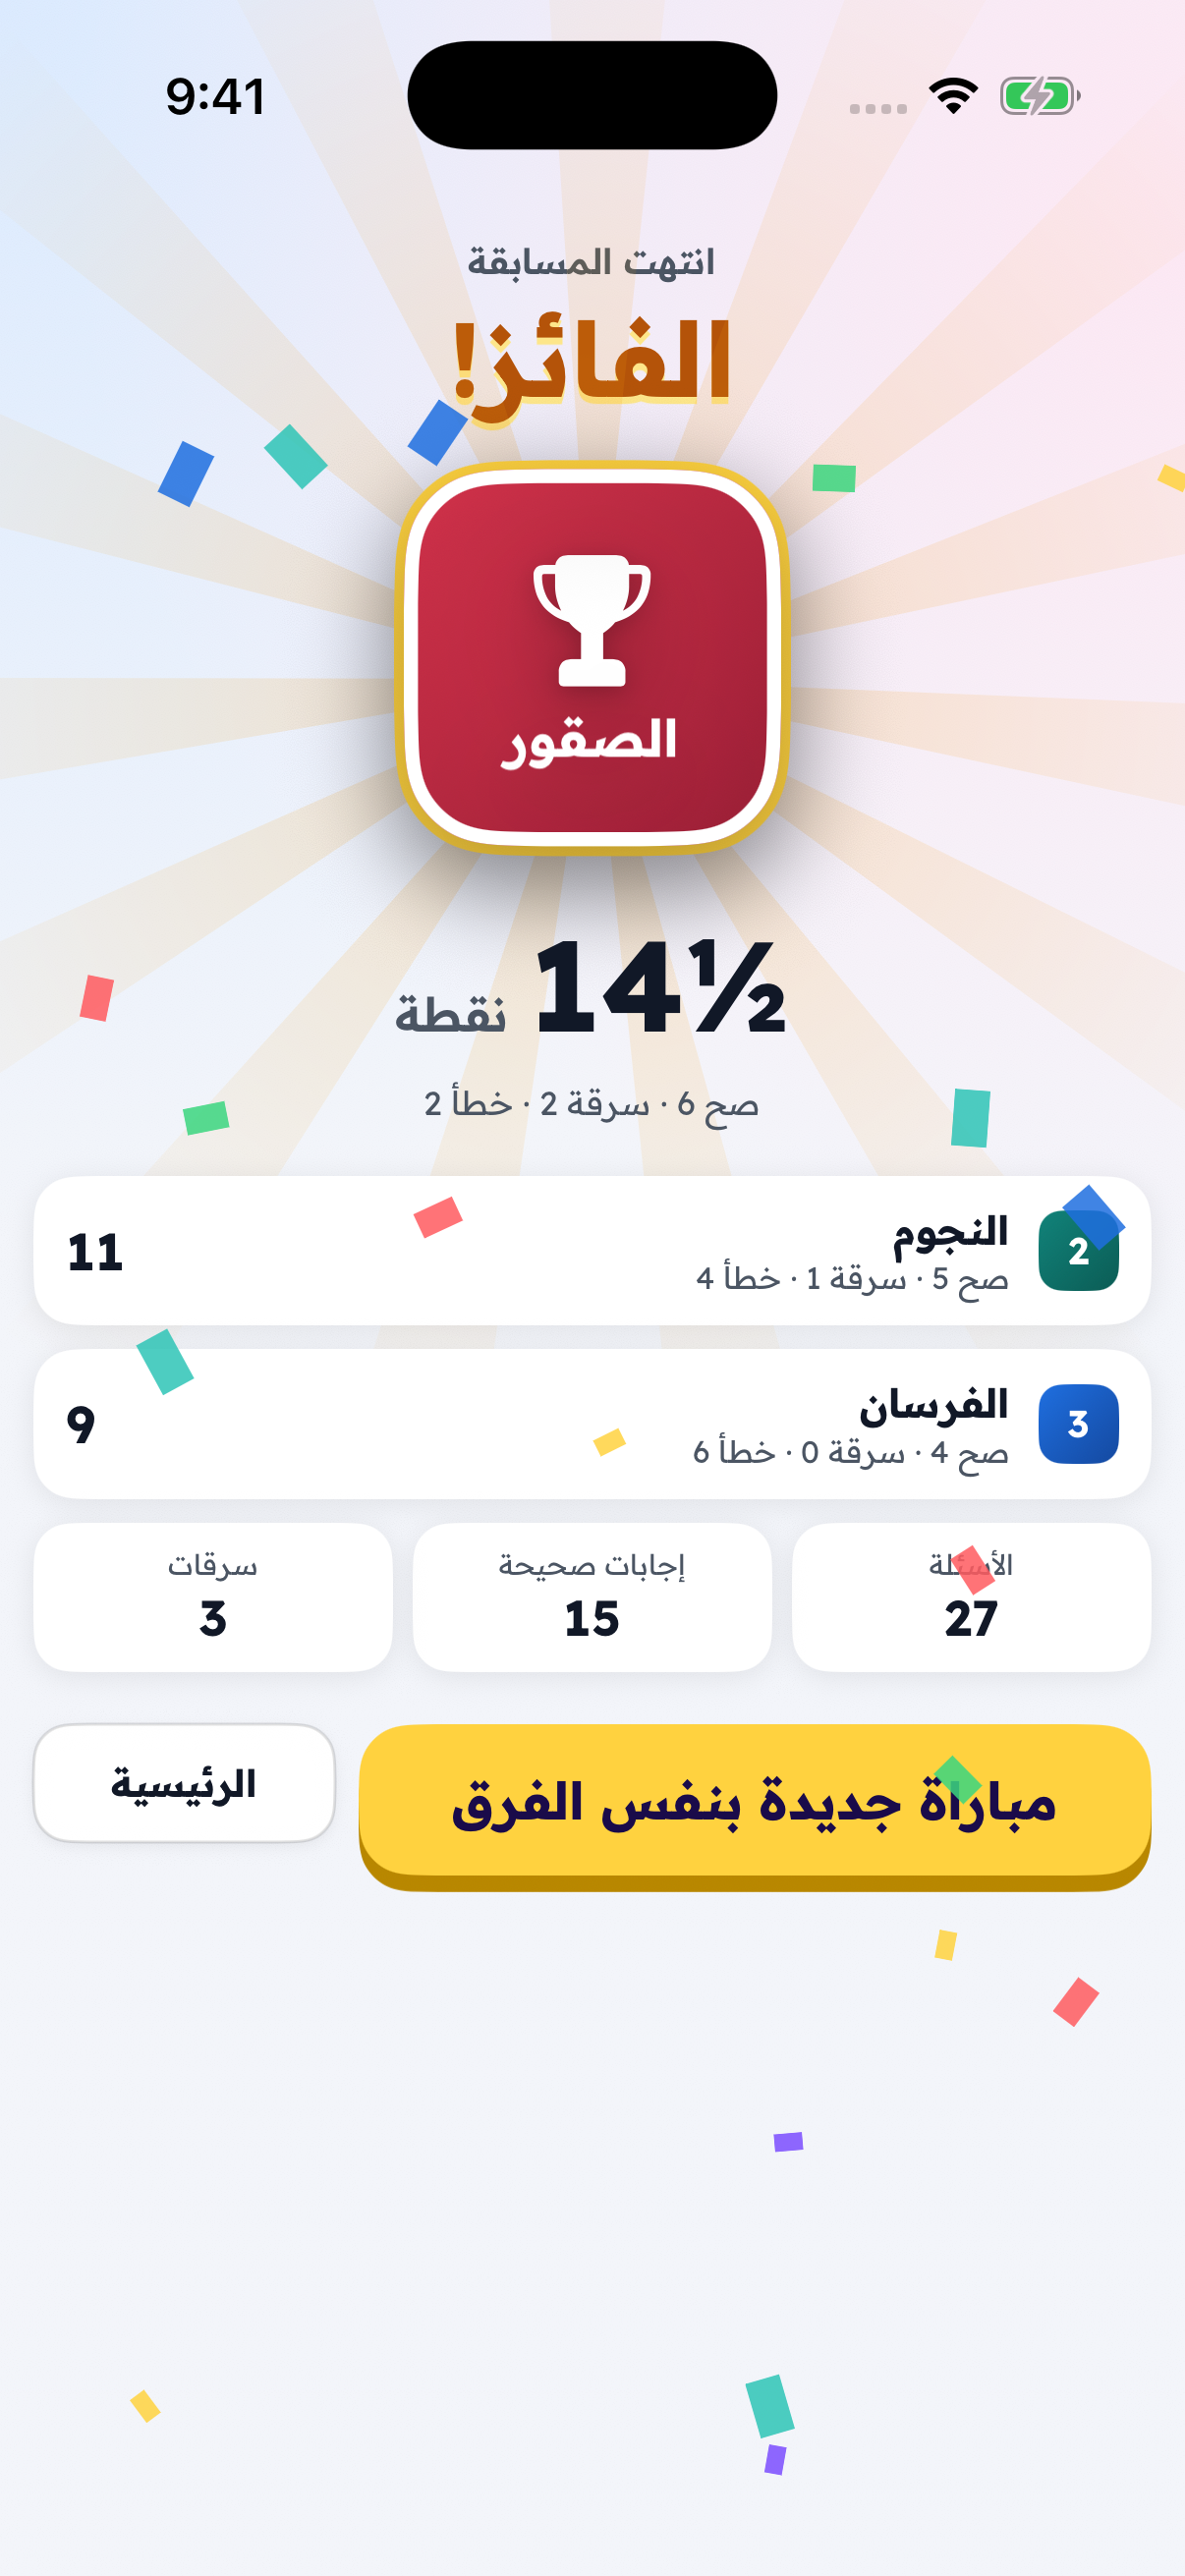 9:41
انتهت المسابقة
الفائز!
الصقور
14½ نقطة
صح 6 · سرقة 2 · خطأ 2
2
النجوم
صح 5 · سرقة 1 · خطأ 4
11
3
الفرسان
صح 4 · سرقة 0 · خطأ 6
9
الأسئلة
27
إجابات صحيحة
15
سرقات
3
مباراة جديدة بنفس الفرق
الرئيسية